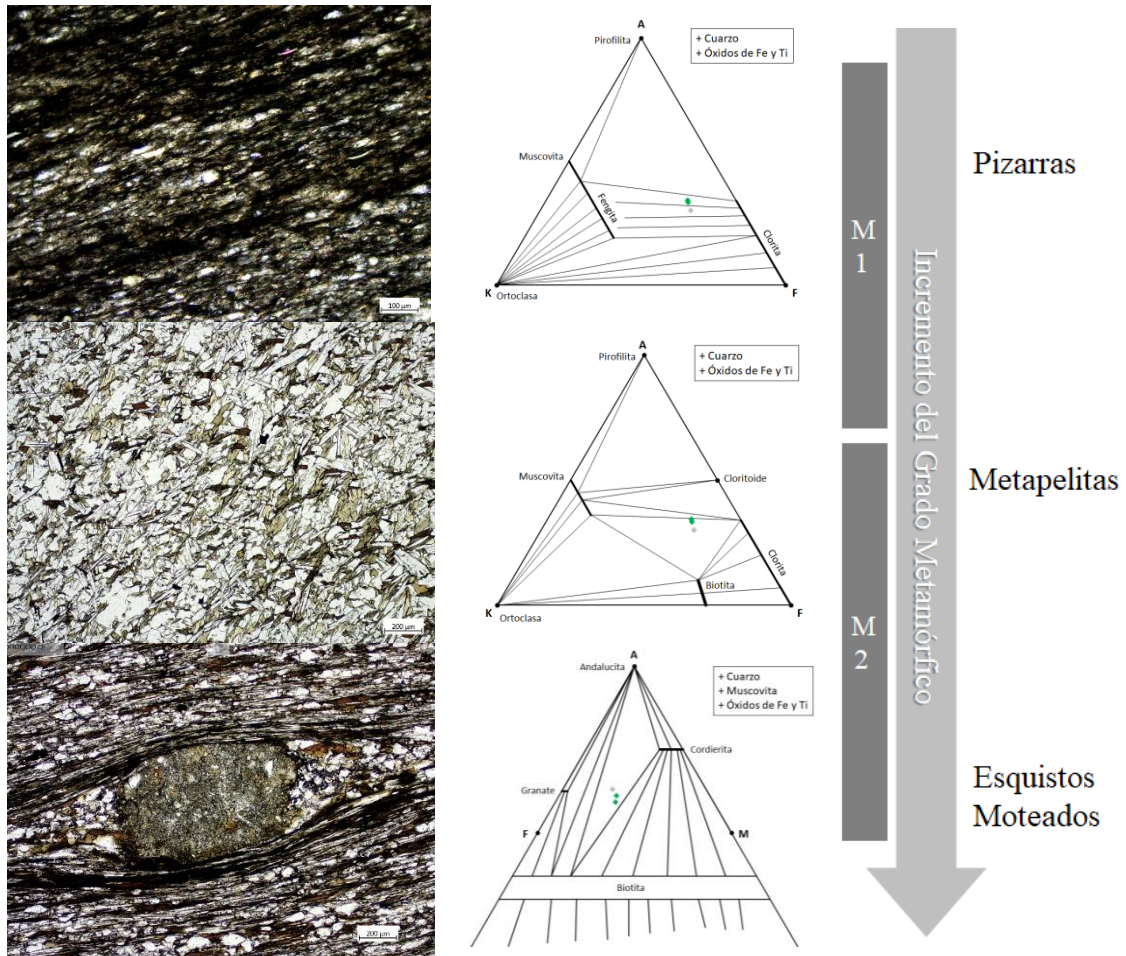 A
Pirofilita
+ Cuarzo
+ Óxidos de Fe y Ti
Muscovita
Fengita
Clorita
K
Ortoclasa
F
100 µm
M
1
Pizarras
A
Pirofilita
+ Cuarzo
+ Óxidos de Fe y Ti
Muscovita
Cloritoide
Clorita
Biotita
K
Ortoclasa
F
200 µm
Incremento del Grado Metamórfico
Metapelitas
M
2
A
Andalucita
+ Cuarzo
+ Muscovita
+ Óxidos de Fe y Ti
Cordierita
Granate
F
M
Biotita
200 µm
Esquistos
Moteados